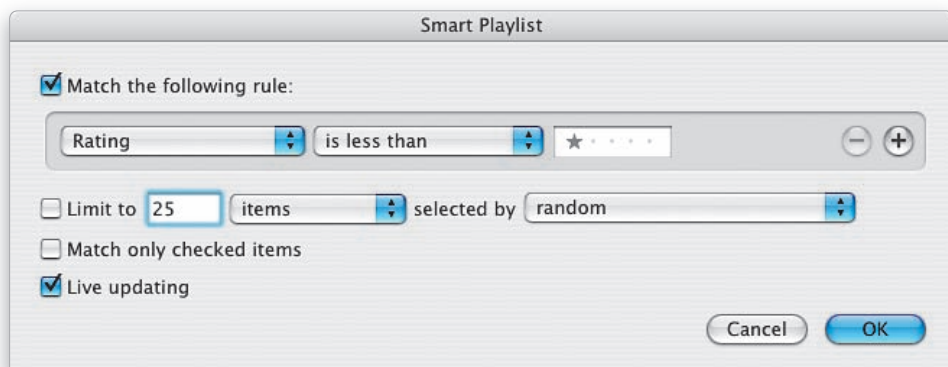 Smart Playlist
Match the following rule:
Rating is less than
Limit to 25 items selected by random
Match only checked items
Live updating
Cancel OK